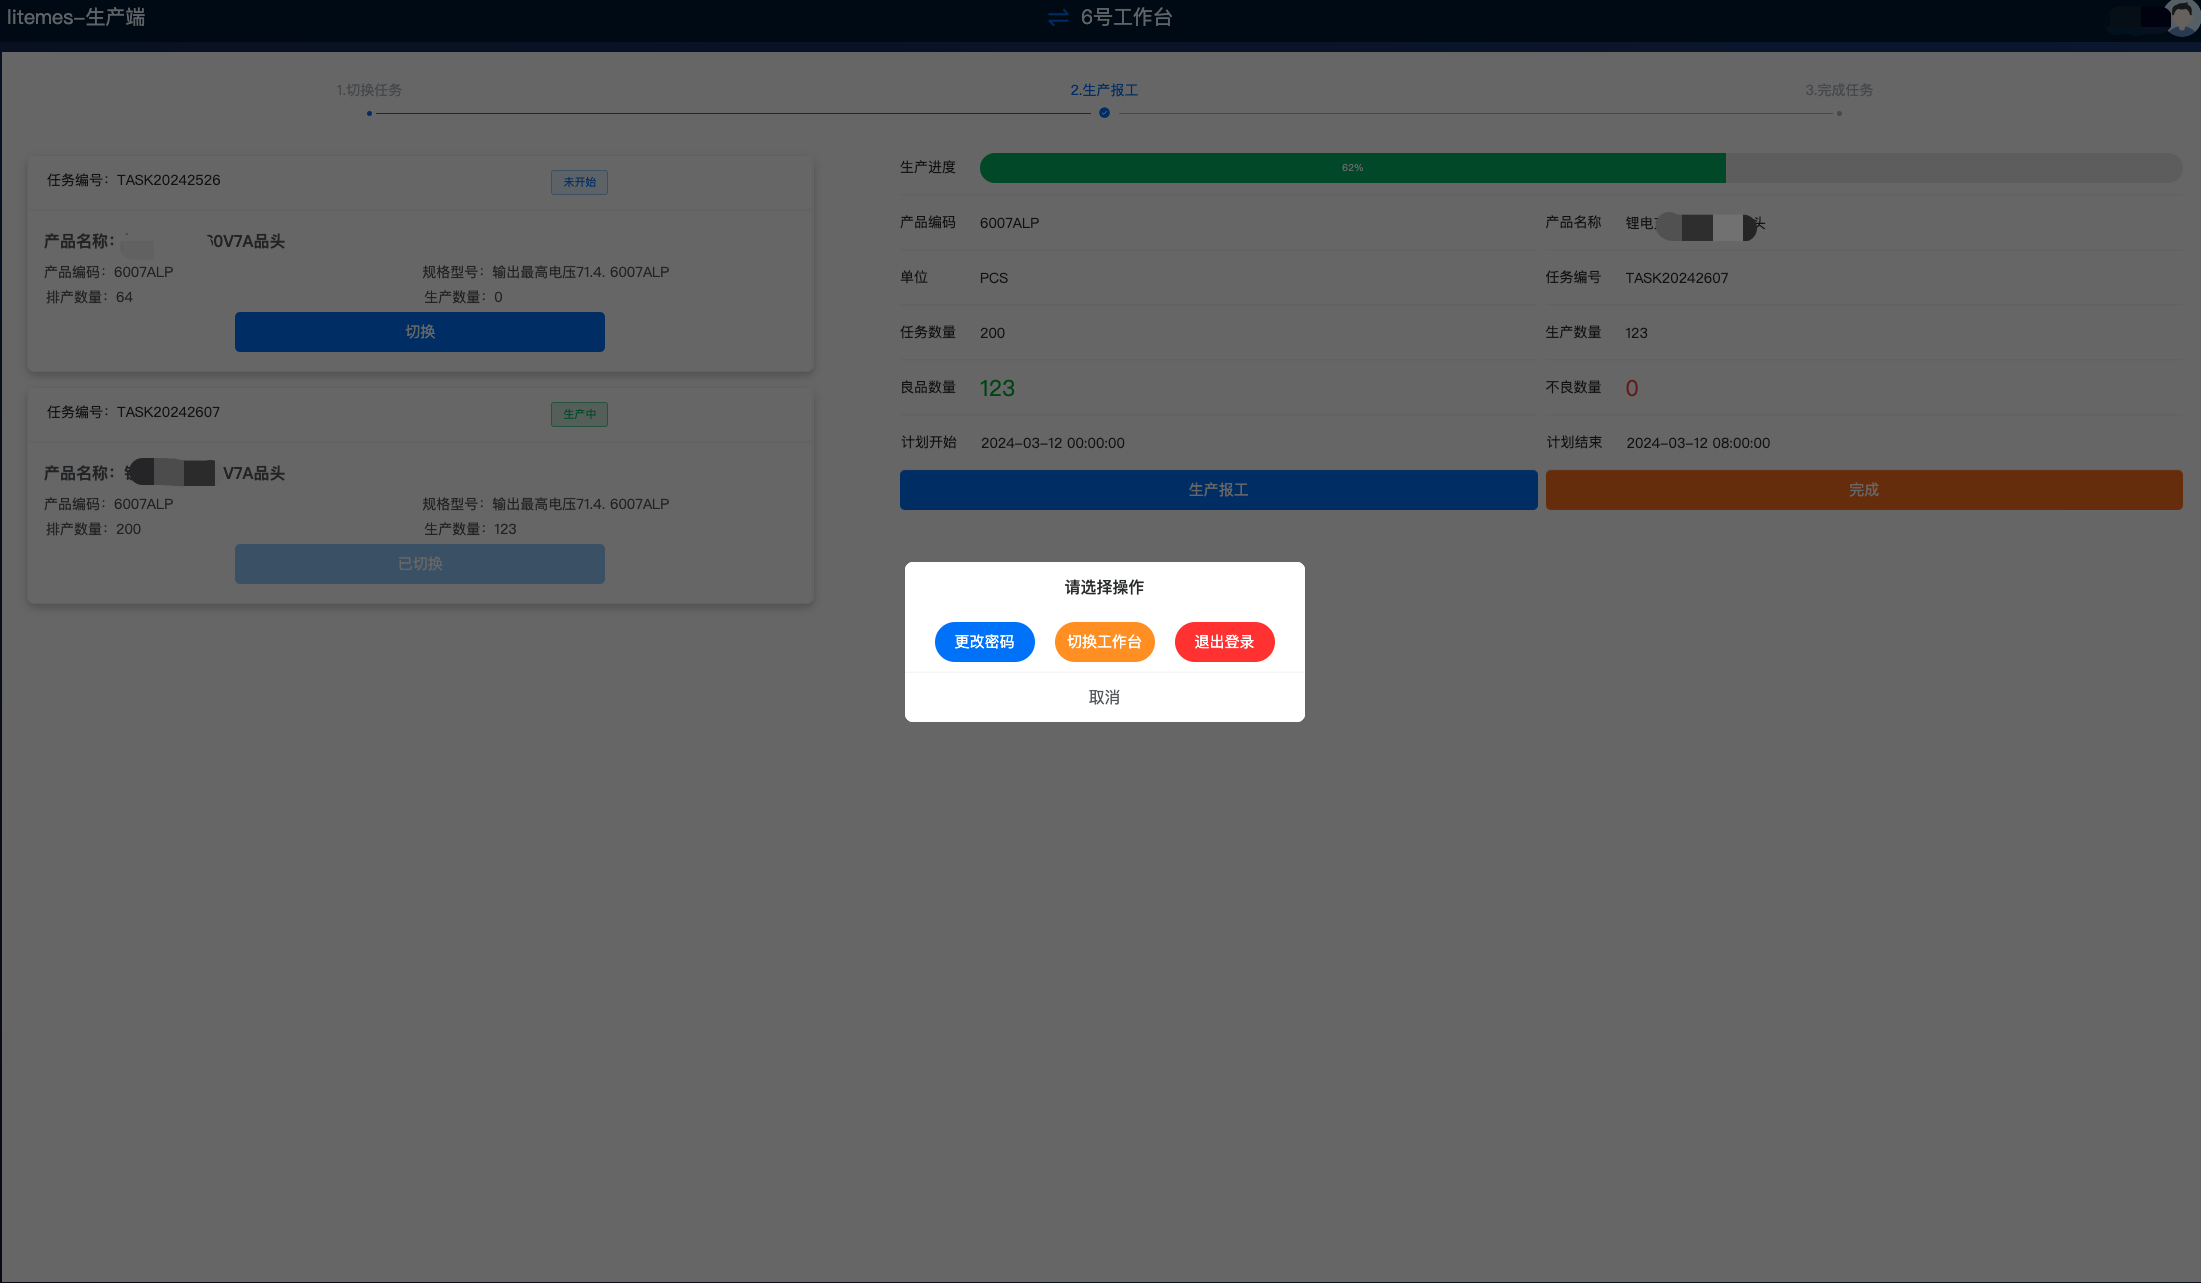 litemes-生产端
6号工作台
1.切换任务
2.生产报工
3.完成任务
任务编号：TASK20242526
未开始
产品名称： 60V7A品头
产品编码：6007ALP
规格型号：输出最高电压71.4. 6007ALP
排产数量：64
生产数量：0
切换
任务编号：TASK20242607
生产中
产品名称： V7A品头
产品编码：6007ALP
规格型号：输出最高电压71.4. 6007ALP
排产数量：200
生产数量：123
已切换
生产进度
62%
产品编码 6007ALP
产品名称 锂电 头
单位 PCS
任务编号 TASK20242607
任务数量 200
生产数量 123
良品数量 123
不良数量 0
计划开始 2024-03-12 00:00:00
计划结束 2024-03-12 08:00:00
生产报工
完成
请选择操作
更改密码
切换工作台
退出登录
取消